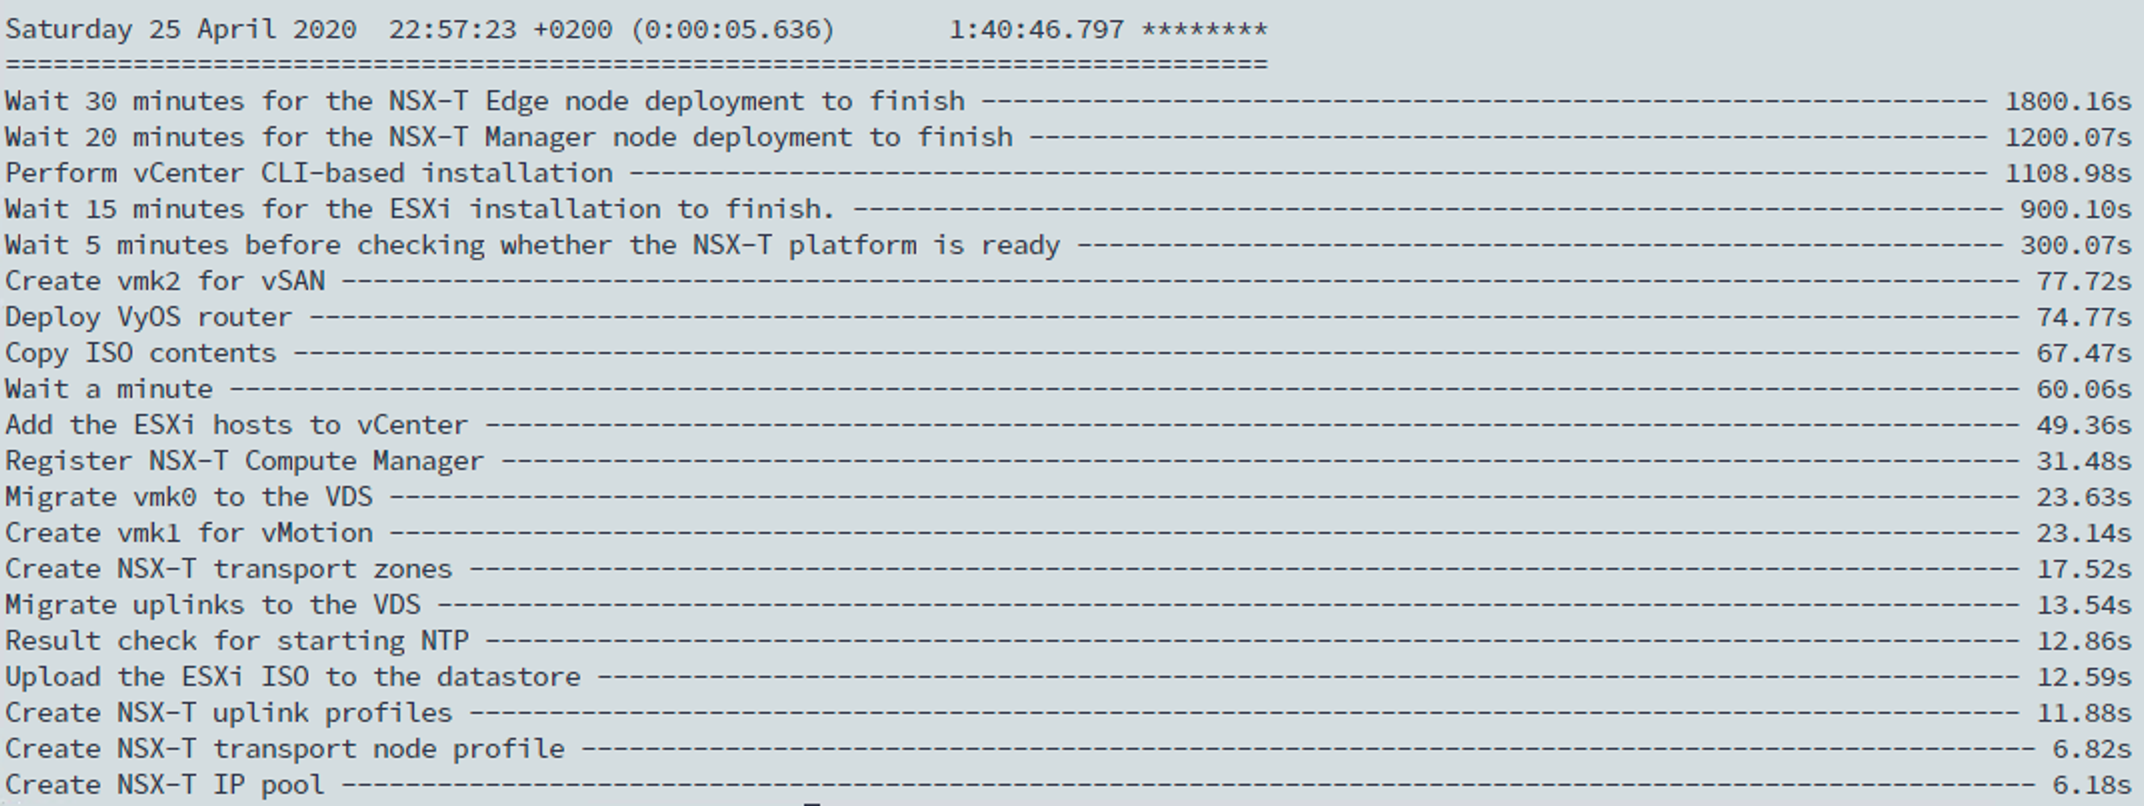 Saturday 25 April 2020  22:57:23 +0200 (0:00:05.636)       1:40:46.797 ********
===============================================================================
Wait 30 minutes for the NSX-T Edge node deployment to finish --------------------------------------------------------------- 1800.16s
Wait 20 minutes for the NSX-T Manager node deployment to finish ------------------------------------------------------------ 1200.07s
Perform vCenter CLI-based installation ------------------------------------------------------------------------------------- 1108.98s
Wait 15 minutes for the ESXi installation to finish. ------------------------------------------------------------------------ 900.10s
Wait 5 minutes before checking whether the NSX-T platform is ready ---------------------------------------------------------- 300.07s
Create vmk2 for vSAN --------------------------------------------------------------------------------------------------------- 77.72s
Deploy VyOS router ----------------------------------------------------------------------------------------------------------- 74.77s
Copy ISO contents ------------------------------------------------------------------------------------------------------------ 67.47s
Wait a minute ---------------------------------------------------------------------------------------------------------------- 60.06s
Add the ESXi hosts to vCenter ------------------------------------------------------------------------------------------------ 49.36s
Register NSX-T Compute Manager ----------------------------------------------------------------------------------------------- 31.48s
Migrate vmk0 to the VDS ------------------------------------------------------------------------------------------------------ 23.63s
Create vmk1 for vMotion ------------------------------------------------------------------------------------------------------ 23.14s
Create NSX-T transport zones ------------------------------------------------------------------------------------------------- 17.52s
Migrate uplinks to the VDS --------------------------------------------------------------------------------------------------- 13.54s
Result check for starting NTP ------------------------------------------------------------------------------------------------ 12.86s
Upload the ESXi ISO to the datastore ----------------------------------------------------------------------------------------- 12.59s
Create NSX-T uplink profiles ------------------------------------------------------------------------------------------------- 11.88s
Create NSX-T transport node profile ------------------------------------------------------------------------------------------- 6.82s
Create NSX-T IP pool ---------------------------------------------------------------------------------------------------------- 6.18s